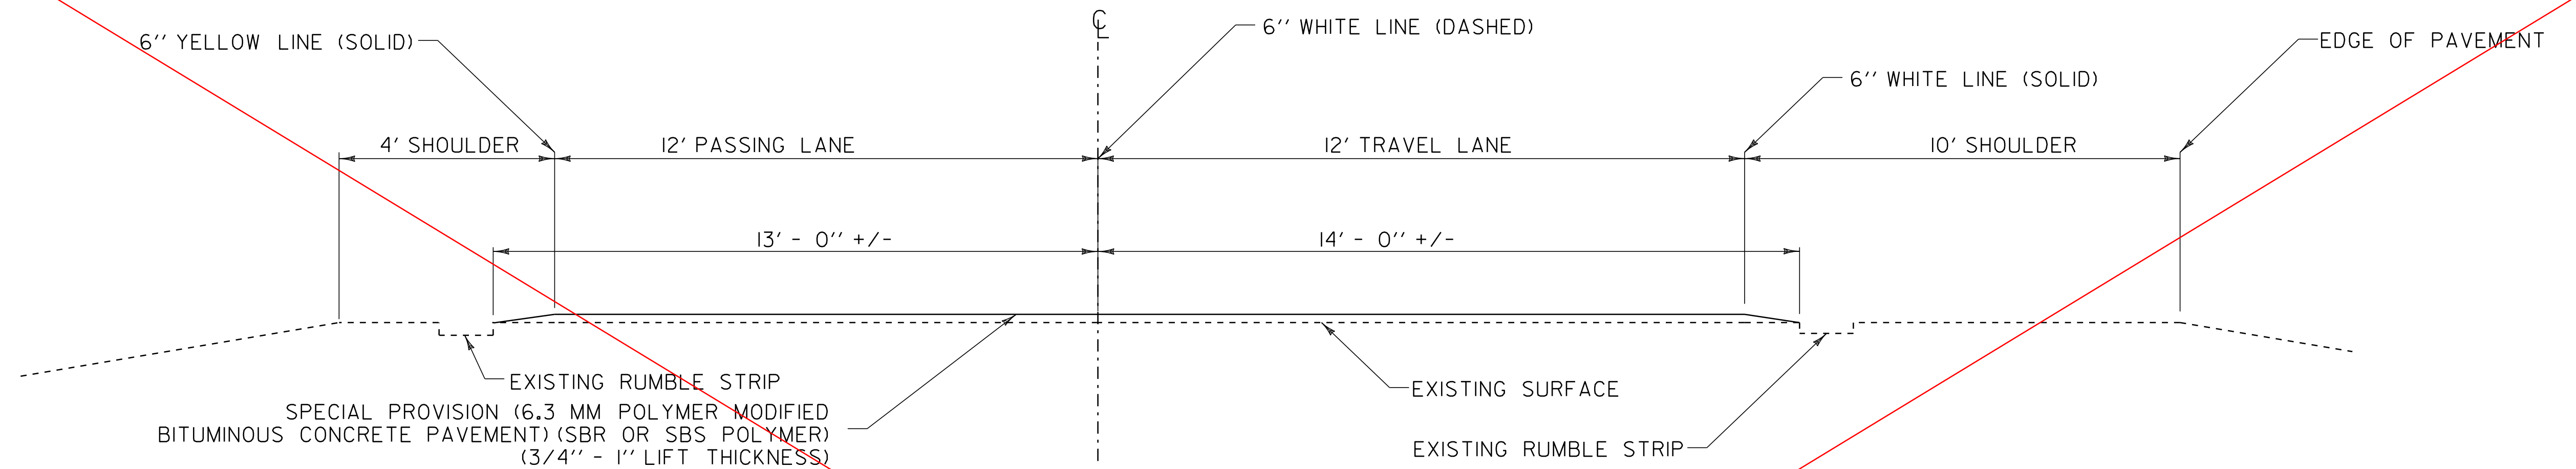 ℄
6'' WHITE LINE (DASHED)
6'' YELLOW LINE (SOLID)
EDGE OF PAVEMENT
6'' WHITE LINE (SOLID)
4' SHOULDER
12' PASSING LANE
12' TRAVEL LANE
10' SHOULDER
13' - 0'' +/-
14' - 0'' +/-
EXISTING RUMBLE STRIP
EXISTING SURFACE
SPECIAL PROVISION (6.3 MM POLYMER MODIFIED
BITUMINOUS CONCRETE PAVEMENT) (SBR OR SBS POLYMER)
(3/4'' - 1'' LIFT THICKNESS)
EXISTING RUMBLE STRIP